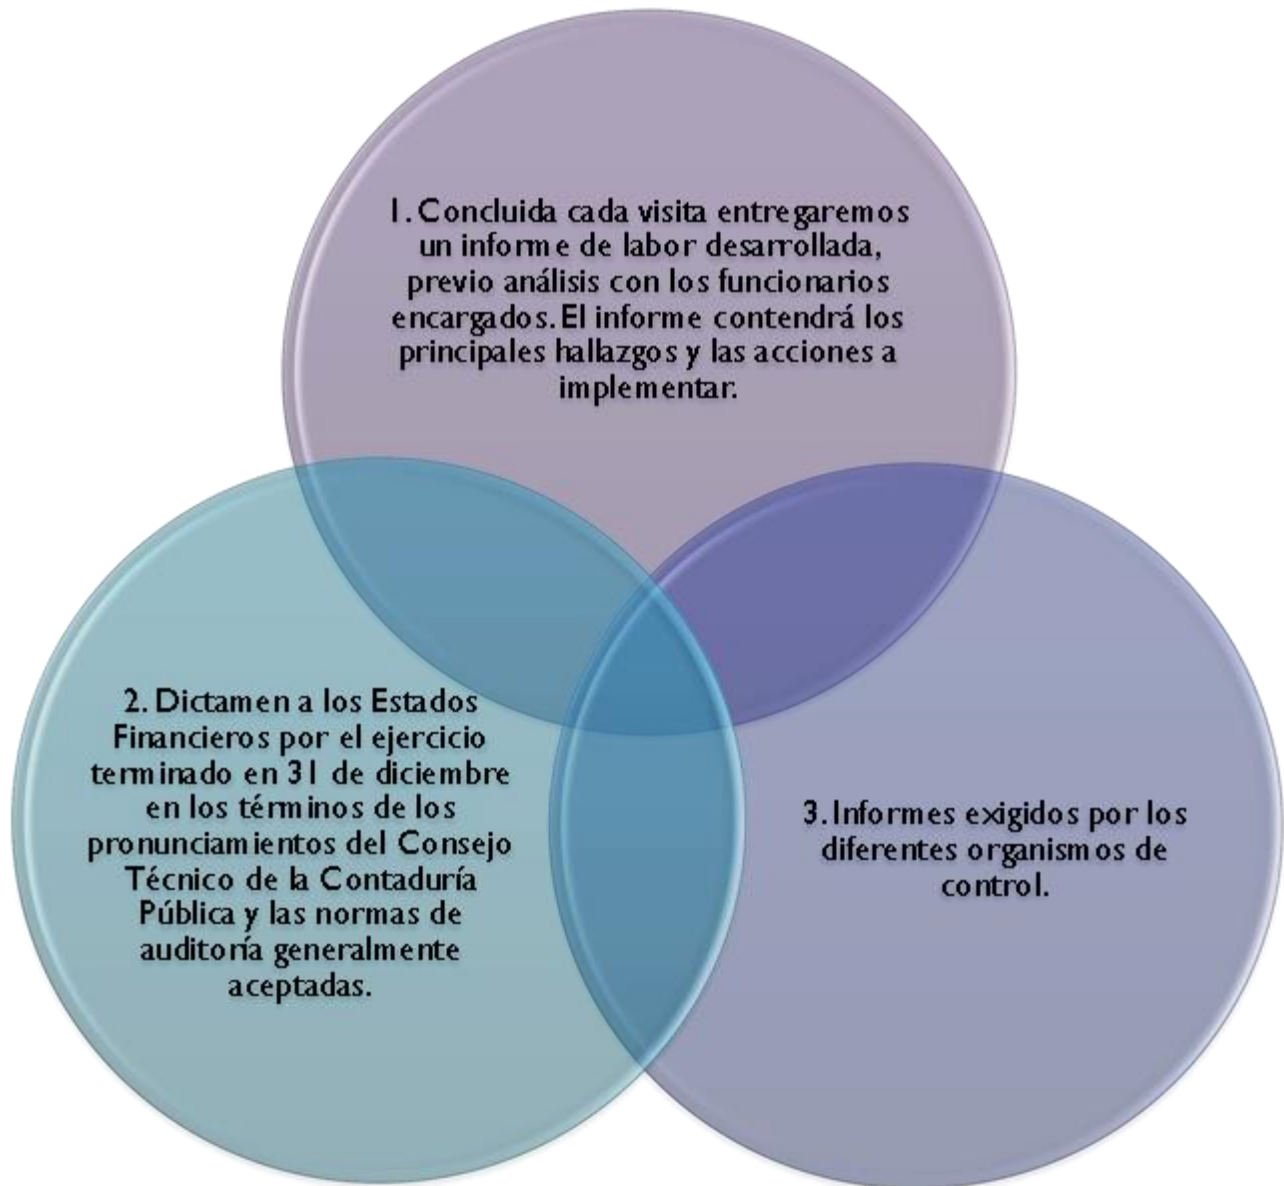 1. Concluida cada visita entregaremos
un informe de labor desarrollada,
previo análisis con los funcionarios
encargados. El informe contendrá los
principales hallazgos y las acciones a
implementar.
2. Dictamen a los Estados
Financieros por el ejercicio
terminado en 31 de diciembre
en los términos de los
pronunciamientos del Consejo
Técnico de la Contaduría
Pública y las normas de
auditoría generalmente
aceptadas.
3. Informes exigidos por los
diferentes organismos de
control.